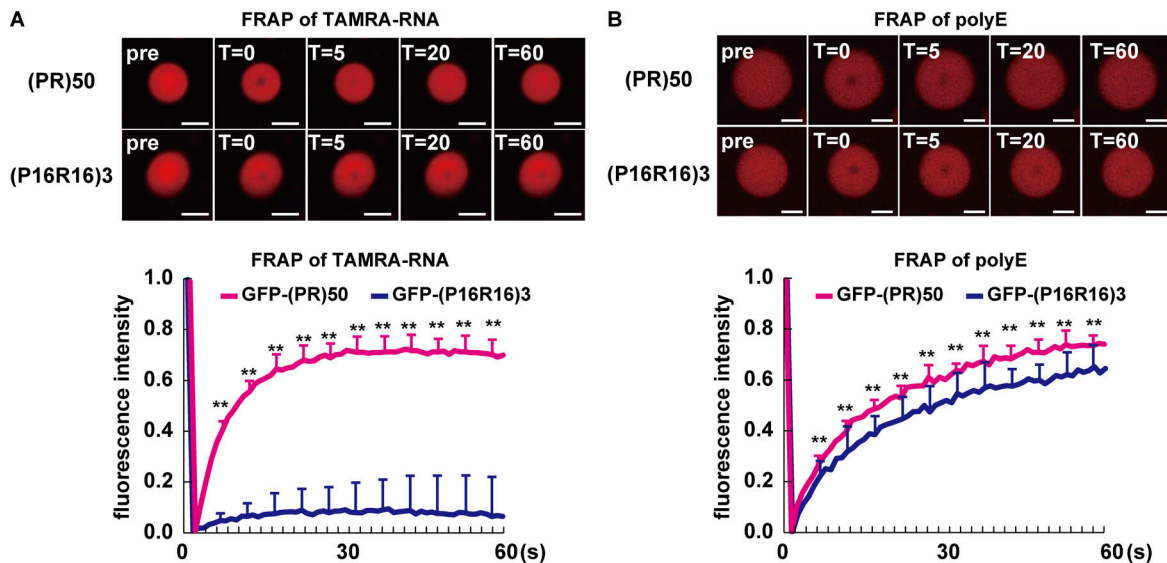 A
FRAP of TAMRA-RNA
pre T=0 T=5 T=20 T=60
(PR)50
pre T=0 T=5 T=20 T=60
(P16R16)3
FRAP of TAMRA-RNA
GFP-(PR)50 GFP-(P16R16)3
fluorescence intensity
1.0
0.8
0.6
0.4
0.2
0.0
** ** ** ** ** ** ** ** ** ** **
0 30 60 (s)
B
FRAP of polyE
pre T=0 T=5 T=20 T=60
(PR)50
pre T=0 T=5 T=20 T=60
(P16R16)3
FRAP of polyE
GFP-(PR)50 GFP-(P16R16)3
fluorescence intensity
1.0
0.8
0.6
0.4
0.2
0.0
** ** ** ** ** ** ** ** ** ** **
0 30 60 (s)